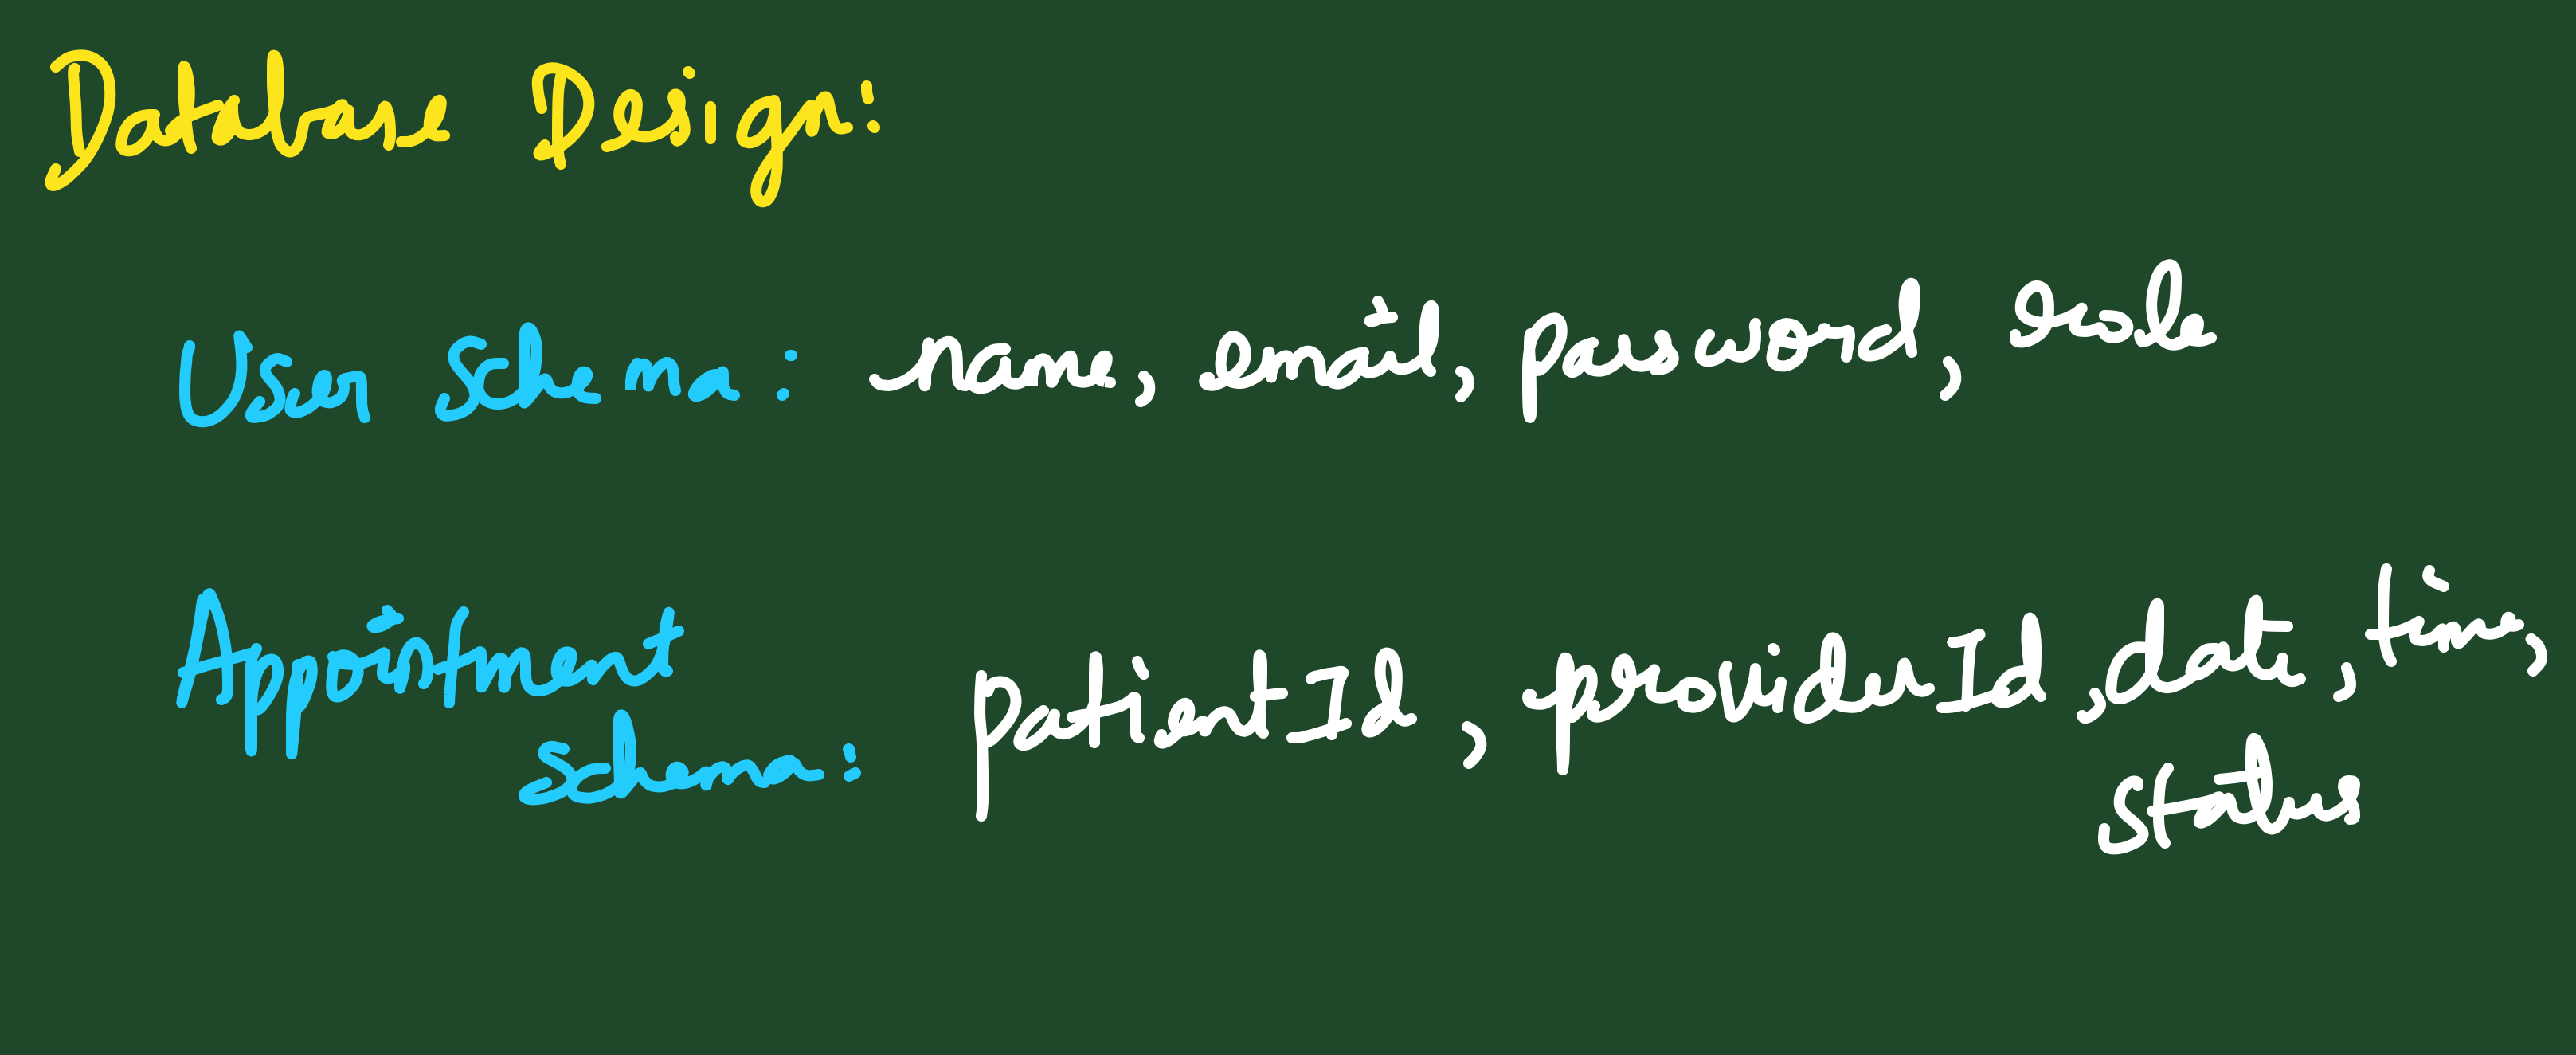 Database Design:
User Schema: name, email, password, role
Appointment
Schema: patientId, providerId, date, time,
status